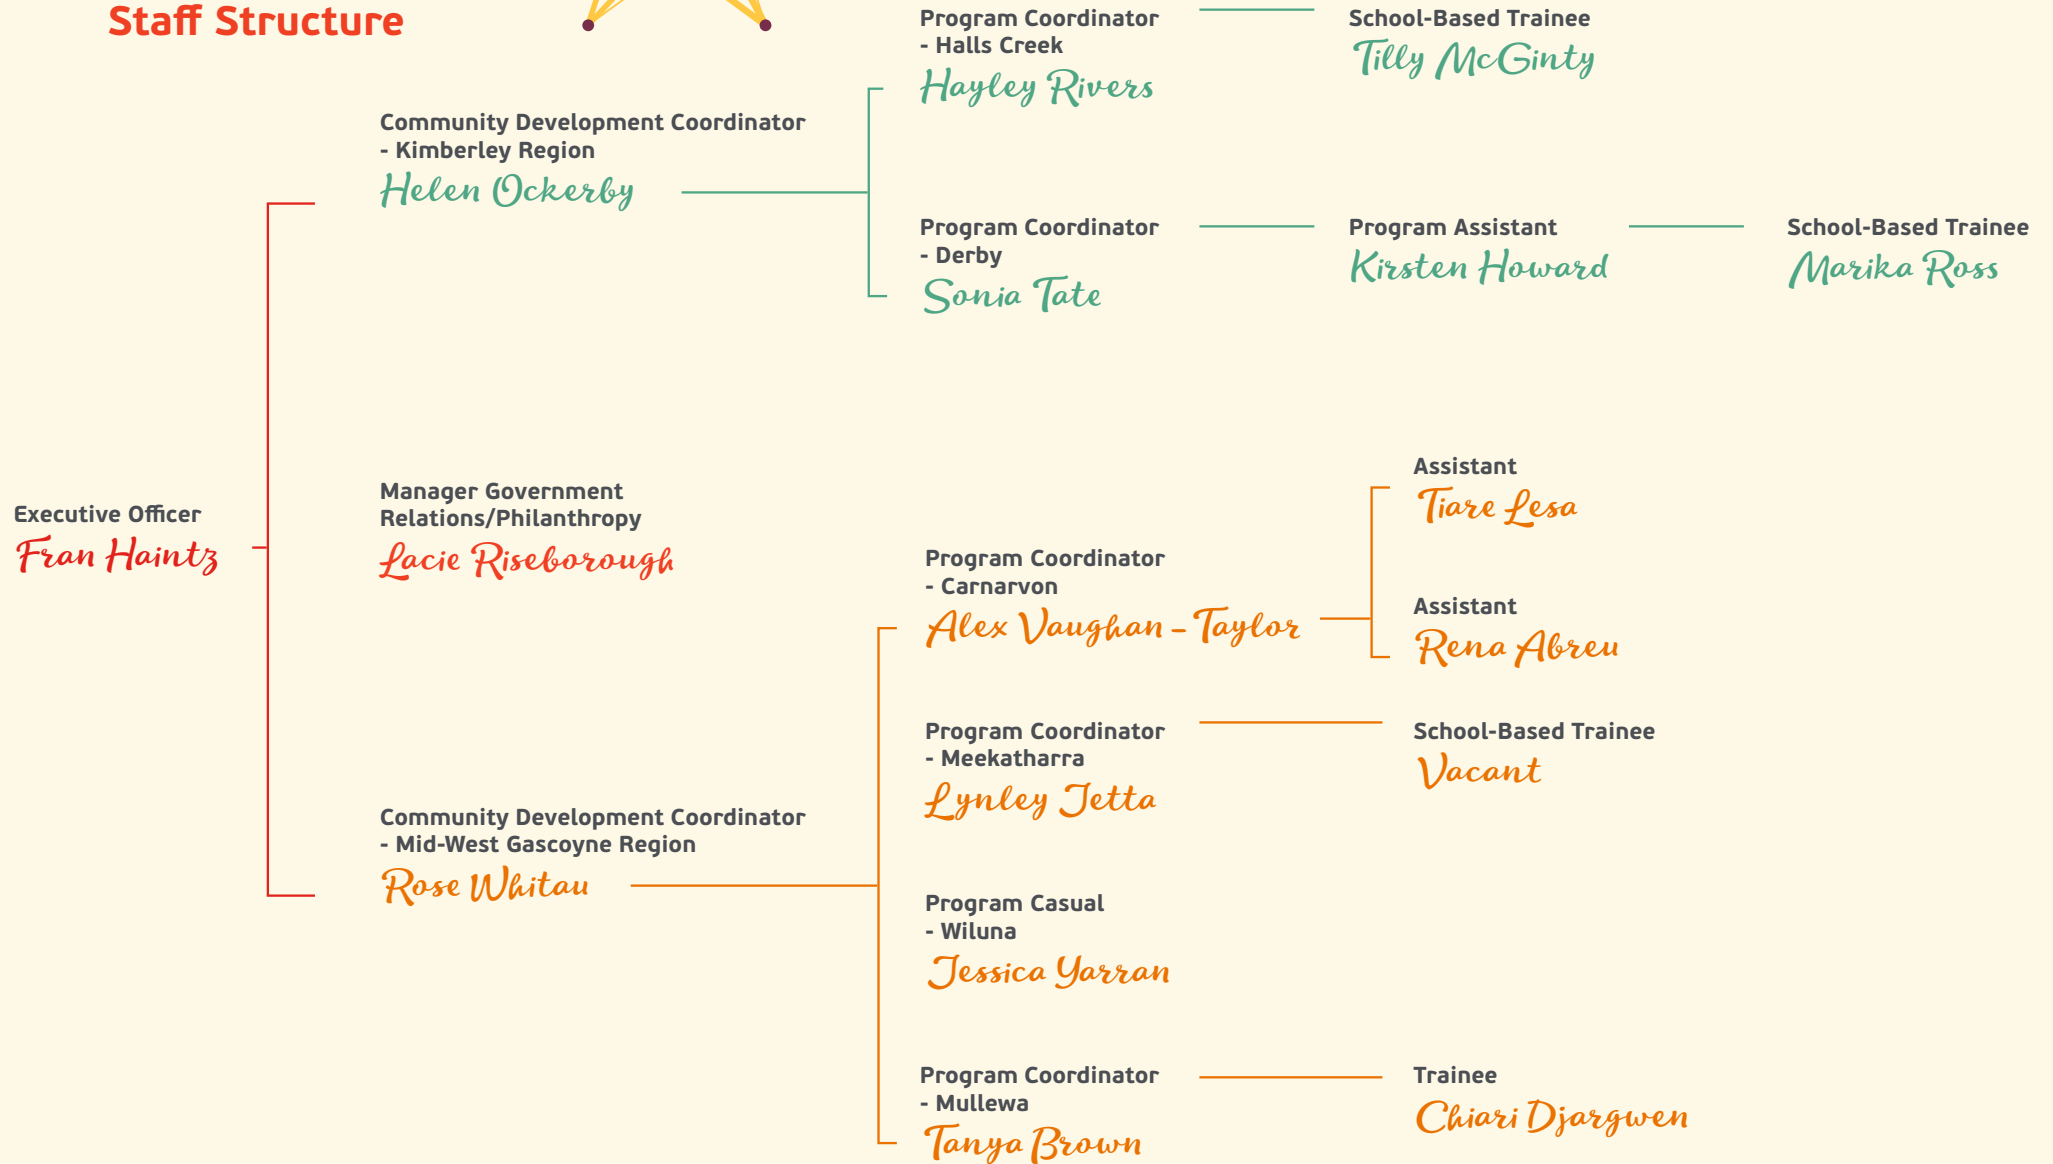 Staff Structure
Program Coordinator
- Halls Creek
Hayley Rivers
School-Based Trainee
Tilly McGinty
Community Development Coordinator
- Kimberley Region
Helen Ockerby
Program Coordinator
- Derby
Sonia Tate
Program Assistant
Kirsten Howard
School-Based Trainee
Marika Ross
Executive Officer
Fran Haintz
Manager Government
Relations/Philanthropy
Lacie Riseborough
Assistant
Tiare Lesa
Program Coordinator
- Carnarvon
Alex Vaughan - Taylor
Assistant
Rena Abreu
Program Coordinator
- Meekatharra
Lynley Jetta
School-Based Trainee
Vacant
Community Development Coordinator
- Mid-West Gascoyne Region
Rose Whitau
Program Casual
- Wiluna
Jessica Yarran
Program Coordinator
- Mullewa
Tanya Brown
Trainee
Chiari Djargwen